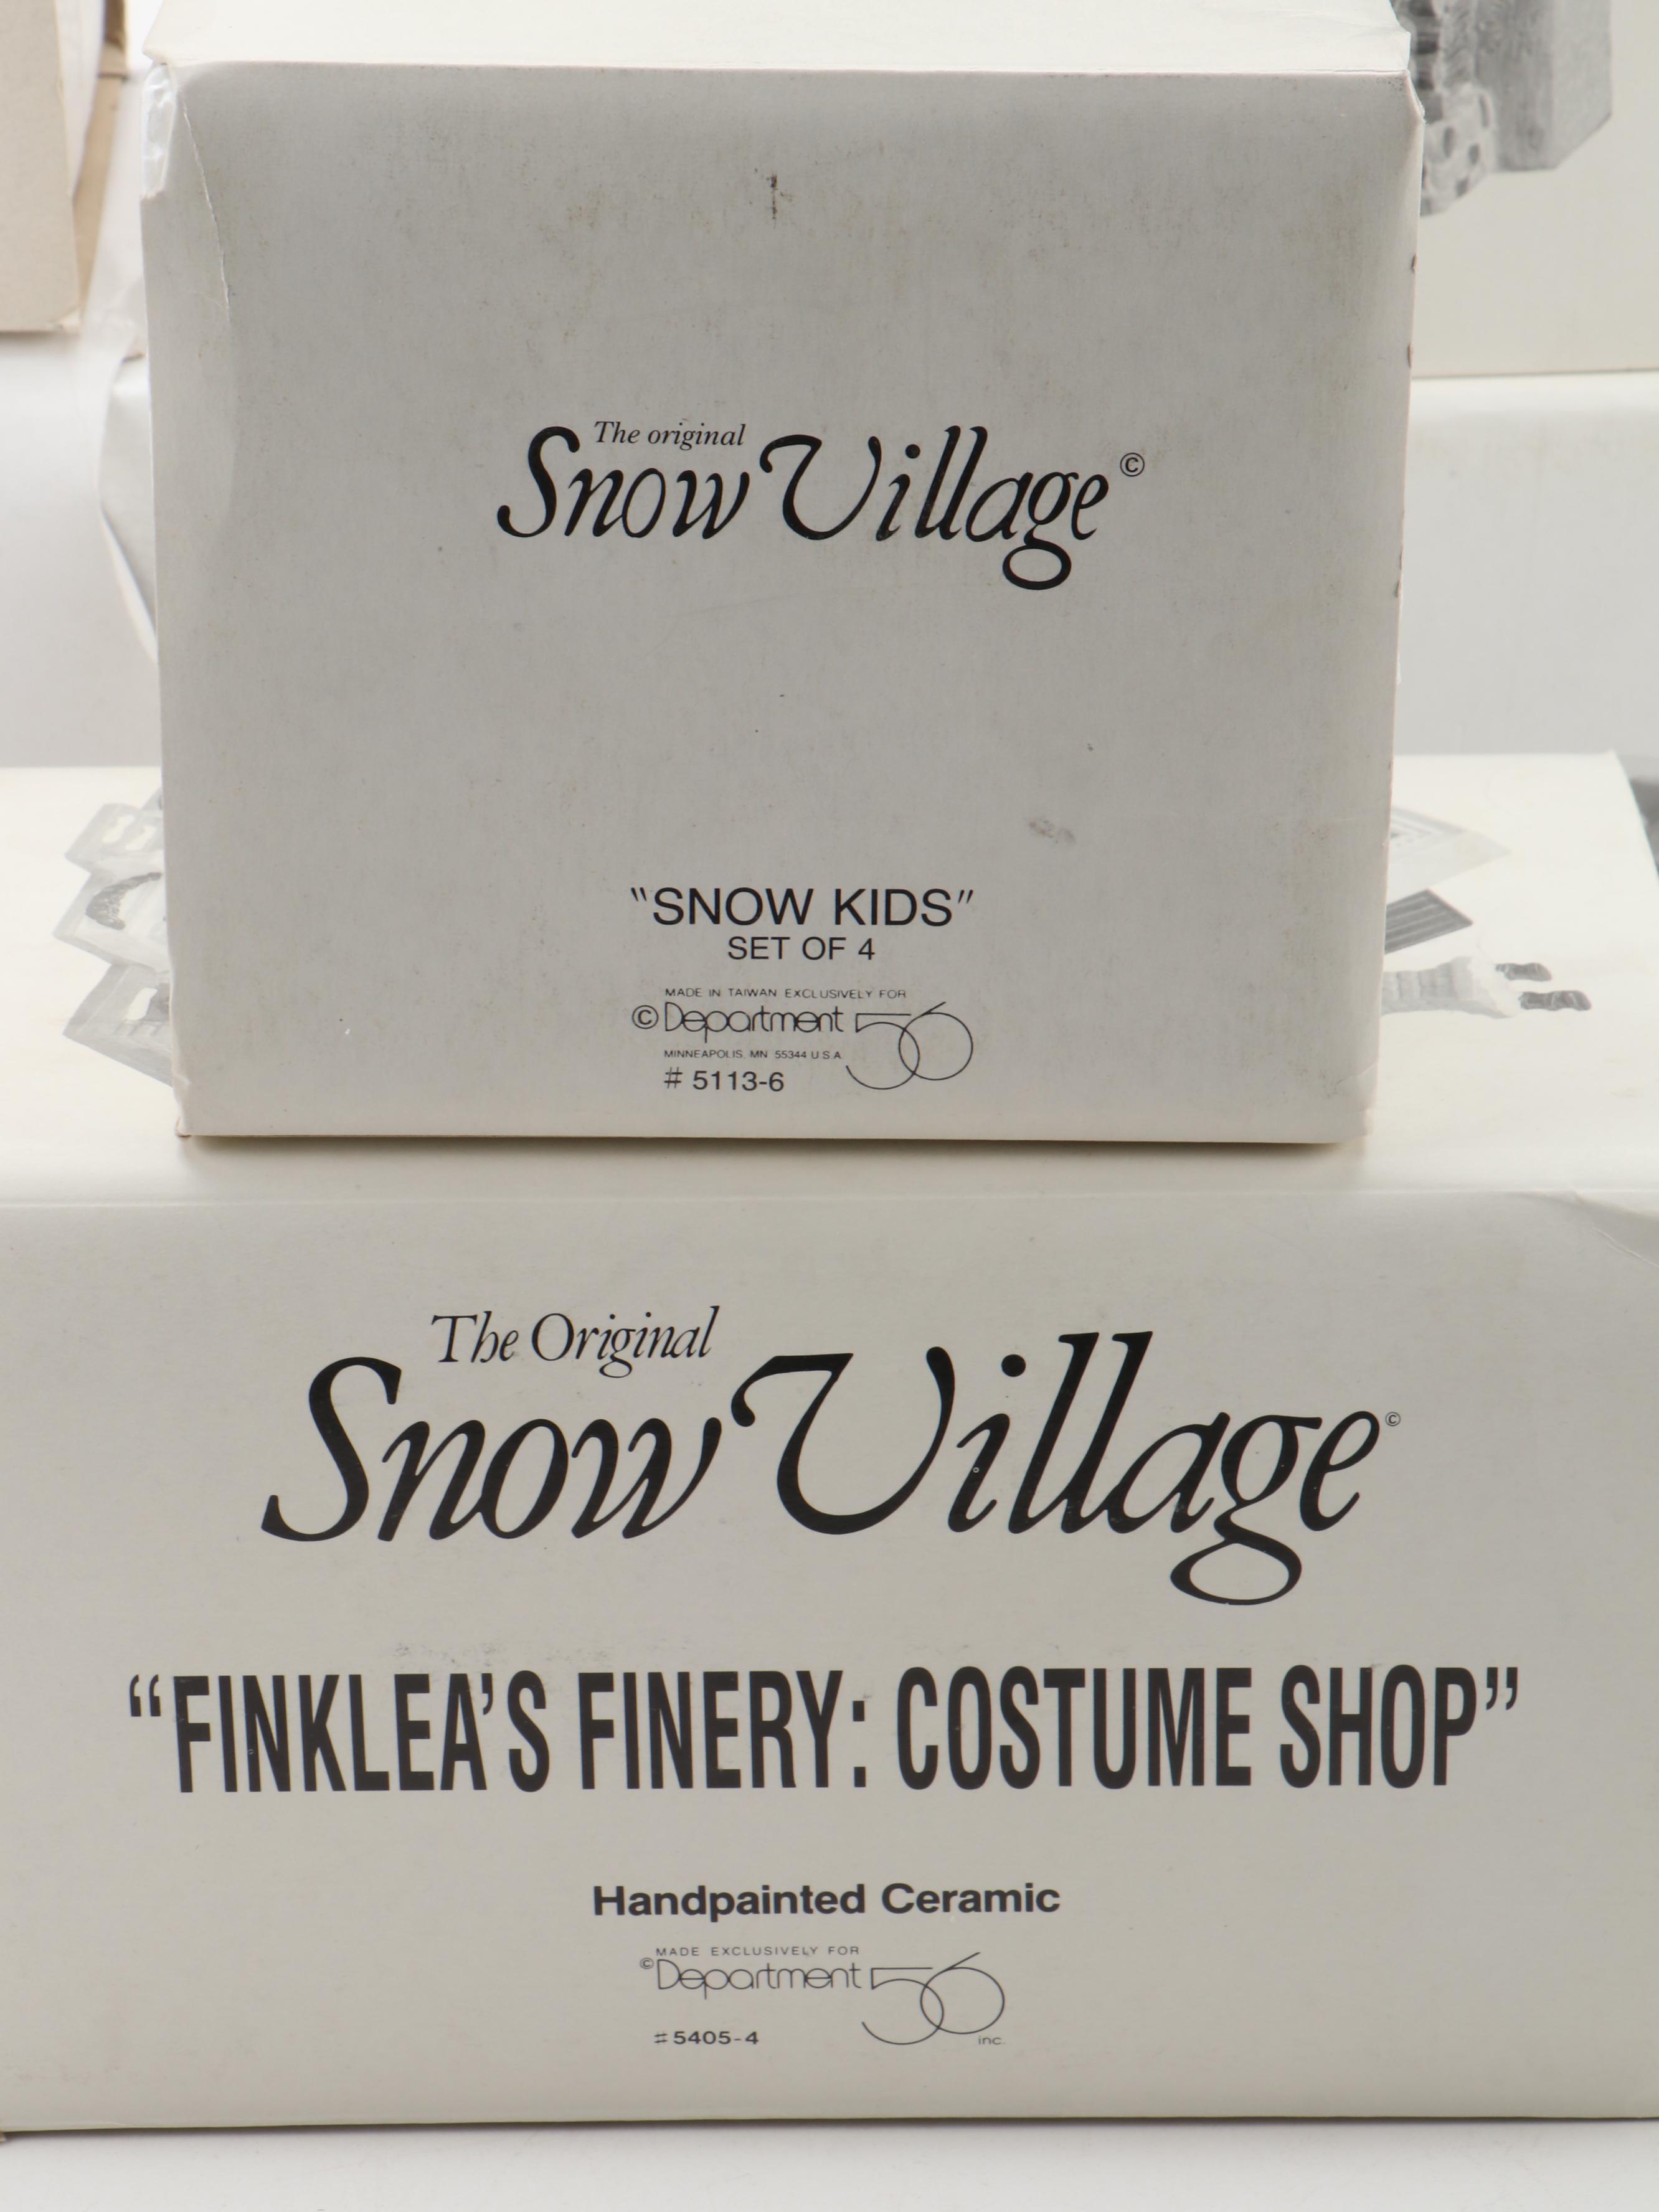 The original
Snow Village©
"SNOW KIDS"
SET OF 4
MADE IN TAIWAN EXCLUSIVELY FOR
© Department 56
MINNEAPOLIS, MN 55344 U.S.A.
# 5113-6
The Original
Snow Village©
“FINKLEA’S FINERY: COSTUME SHOP”
Handpainted Ceramic
MADE EXCLUSIVELY FOR
©Department 56
inc.
# 5405-4